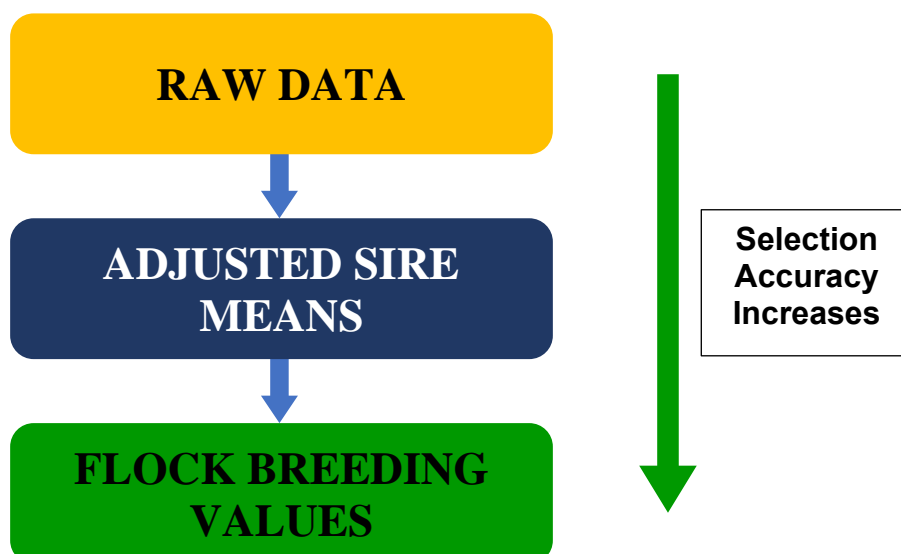 RAW DATA
ADJUSTED SIRE
MEANS
Selection
Accuracy
Increases
FLOCK BREEDING
VALUES